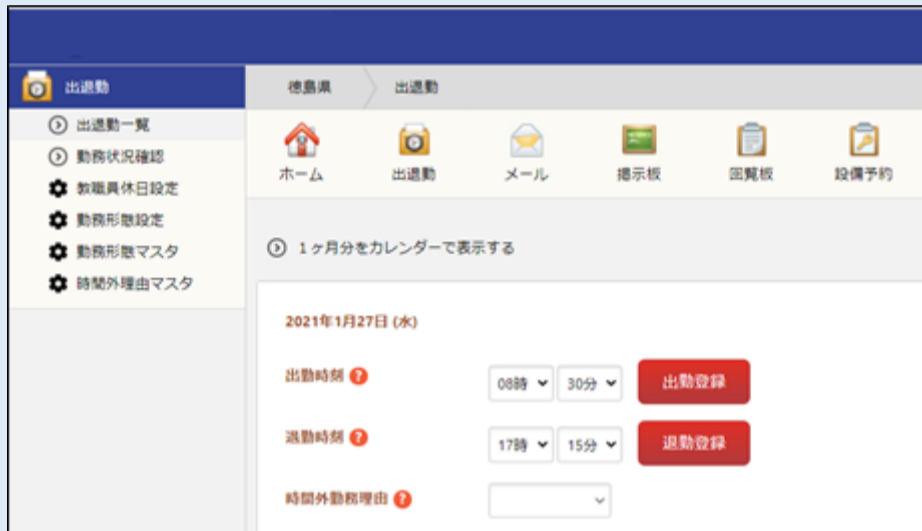 出退勤
徳島県 出退勤
出退勤一覧
勤務状況確認
教職員休日設定
勤務形態設定
勤務形態マスタ
時間外理由マスタ
ホーム 出退勤 メール 掲示板 回覧板 設備予約
1ヶ月分をカレンダーで表示する
2021年1月27日 (水)
出勤時刻 ? 08時 30分 出勤登録
退勤時刻 ? 17時 15分 退勤登録
時間外勤務理由 ?